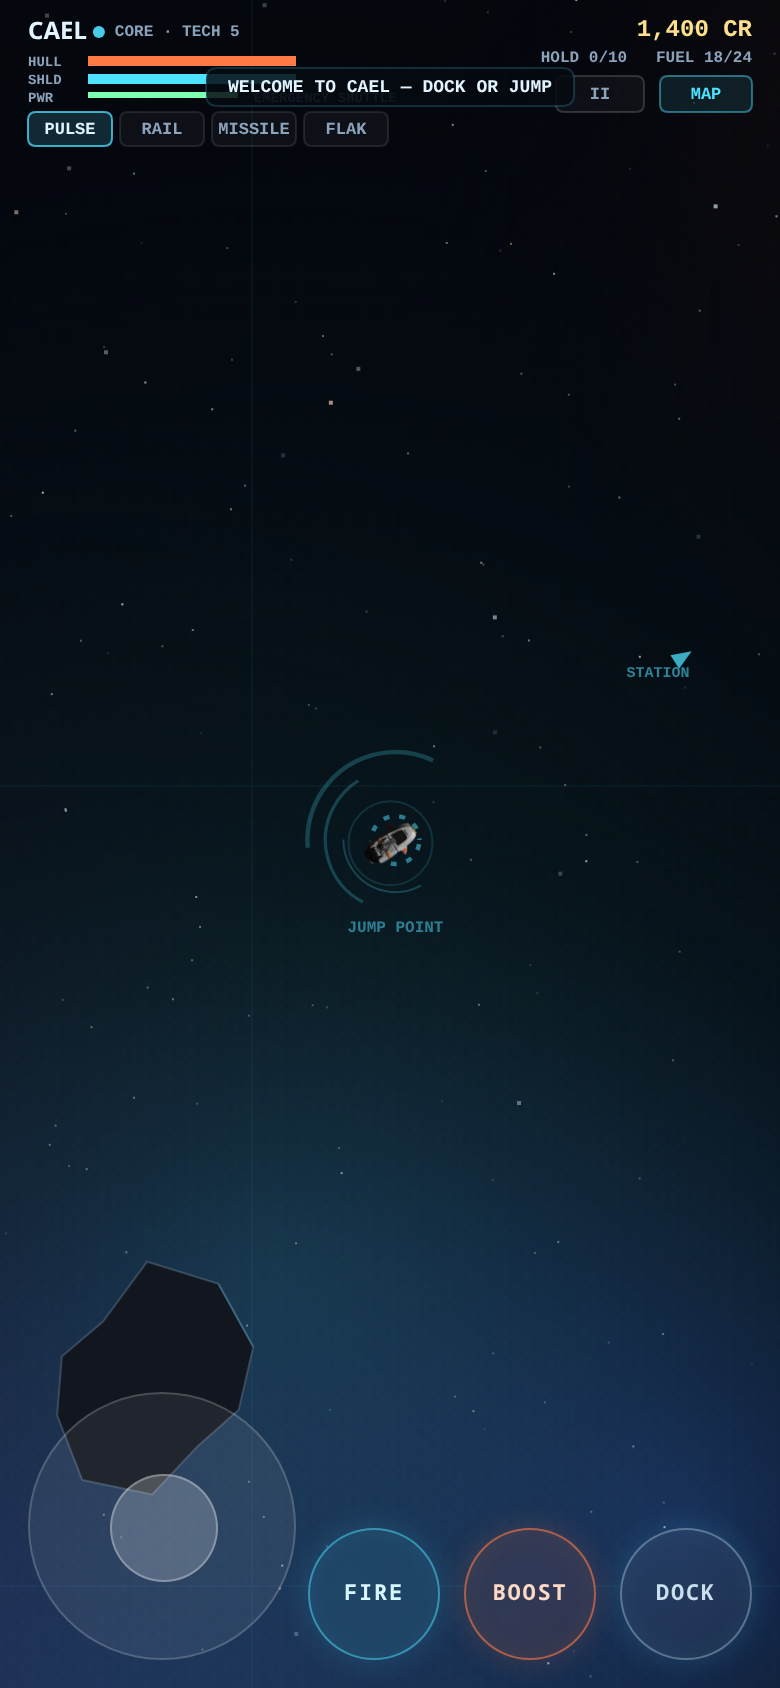 CAEL CORE · TECH 5
1,400 CR
HULL
HOLD 0/10 FUEL 18/24
SHLD
WELCOME TO CAEL — DOCK OR JUMP
PWR
II
MAP
PULSE RAIL MISSILE FLAK
STATION
JUMP POINT
FIRE BOOST DOCK